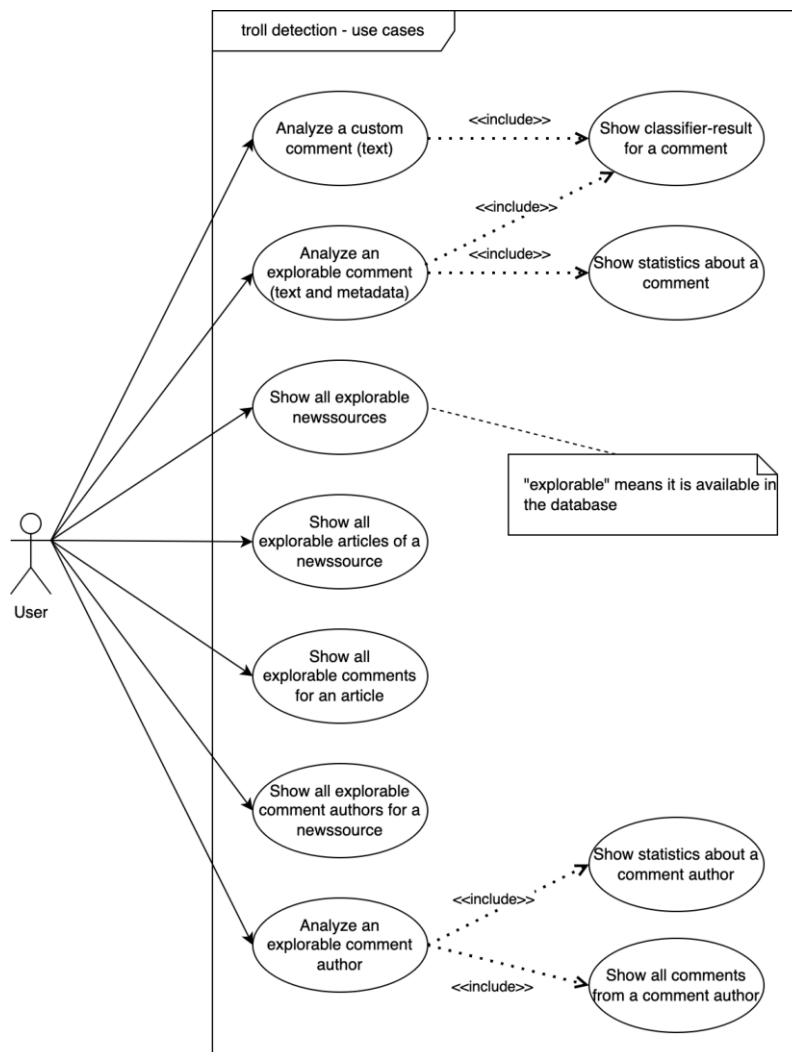 troll detection - use cases
Analyze a custom
comment (text)
<<include>>
Show classifier-result
for a comment
<<include>>
Analyze an
explorable comment
(text and metadata)
<<include>>
Show statistics about a
comment
Show all explorable
newssources
"explorable" means it is available in
the database
Show all
explorable articles of a
newssource
User
Show all
explorable comments
for an article
Show all explorable
comment authors for a
newssource
Show statistics about a
comment author
<<include>>
Analyze an
explorable comment
author
<<include>>
Show all comments
from a comment author